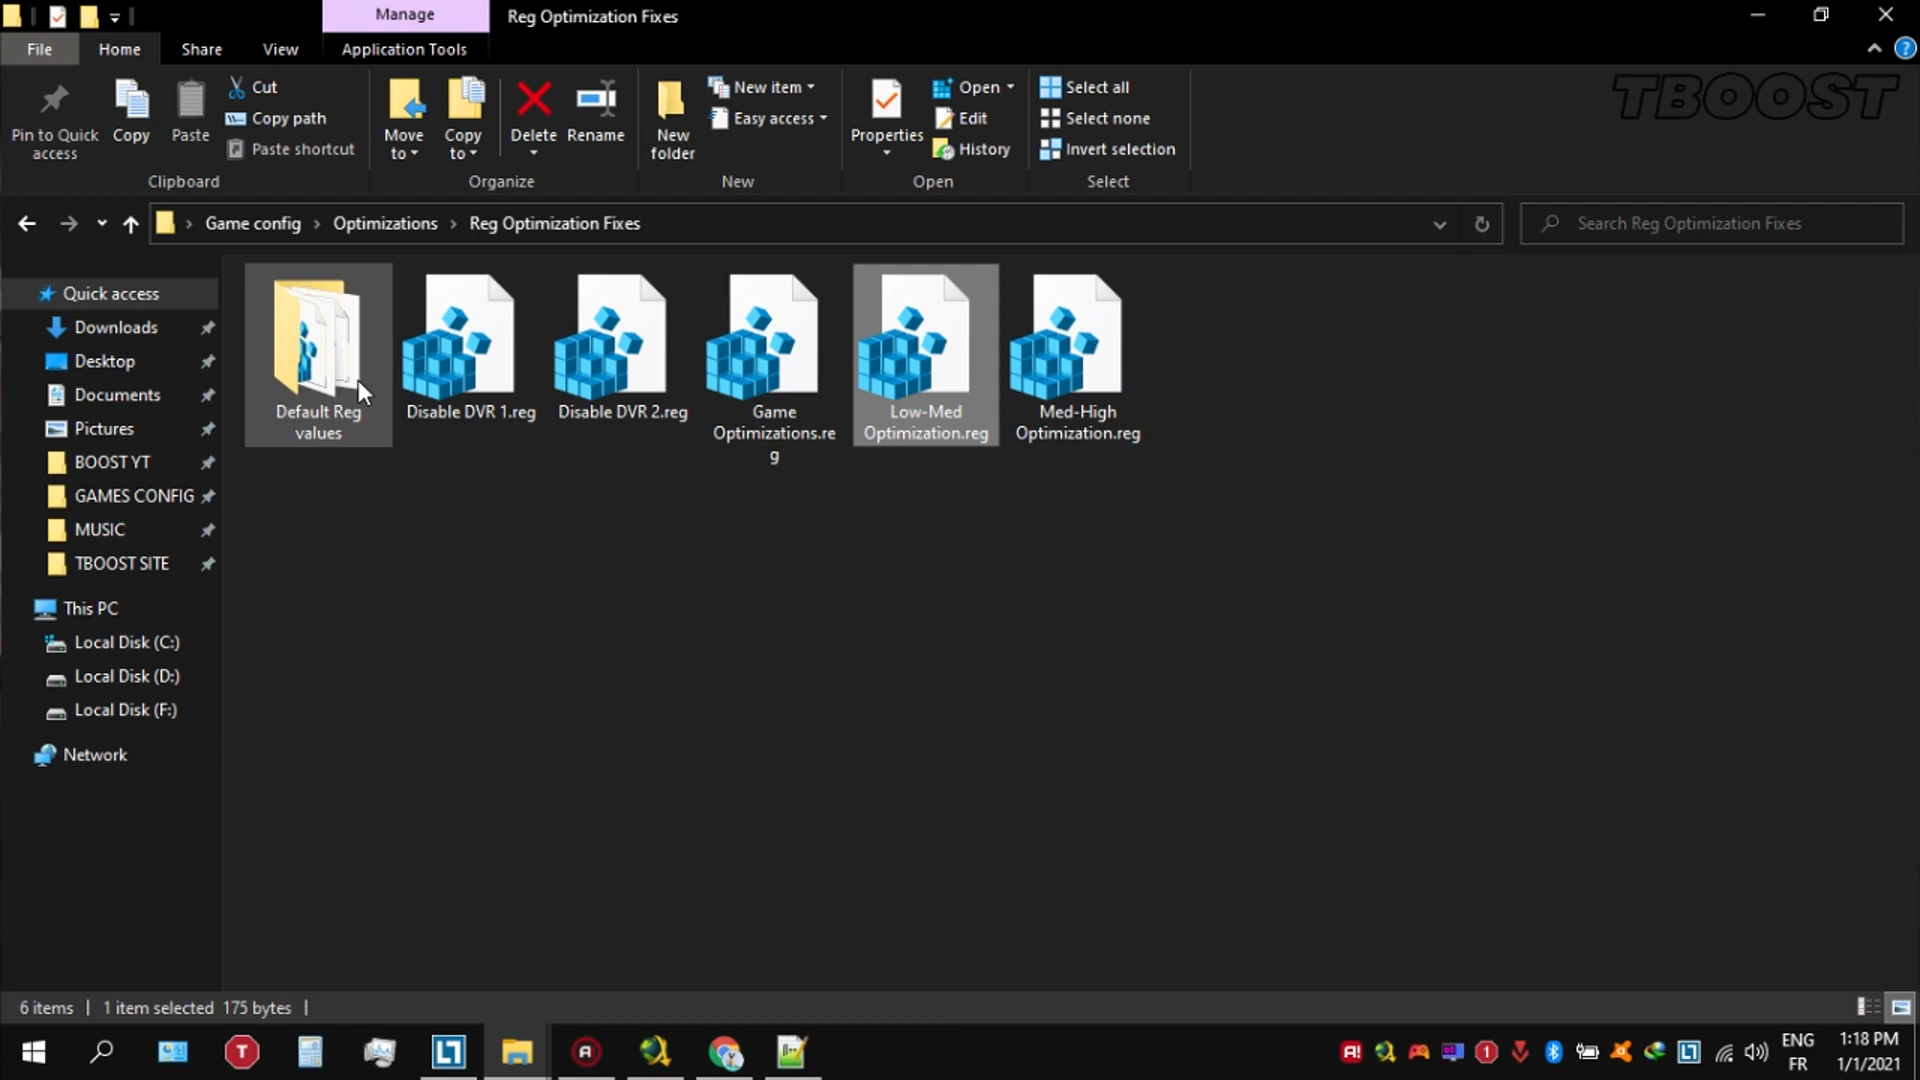 Manage
Reg Optimization Fixes
File
Home
Share
View
Application Tools
Pin to Quick access
Copy
Paste
Cut
Copy path
Paste shortcut
Clipboard
Move to
Copy to
Delete
Rename
Organize
New folder
New item
Easy access
New
Properties
Open
Edit
History
Open
Select all
Select none
Invert selection
Select
TBOOST
Game config
Optimizations
Reg Optimization Fixes
Search Reg Optimization Fixes
Quick access
Downloads
Desktop
Documents
Pictures
BOOST YT
GAMES CONFIG
MUSIC
TBOOST SITE
This PC
Local Disk (C:)
Local Disk (D:)
Local Disk (F:)
Network
Default Reg
values
Disable DVR 1.reg
Disable DVR 2.reg
Game
Optimizations.re
g
Low-Med
Optimization.reg
Med-High
Optimization.reg
6 items
1 item selected 175 bytes
ENG
FR
1:18 PM
1/1/2021